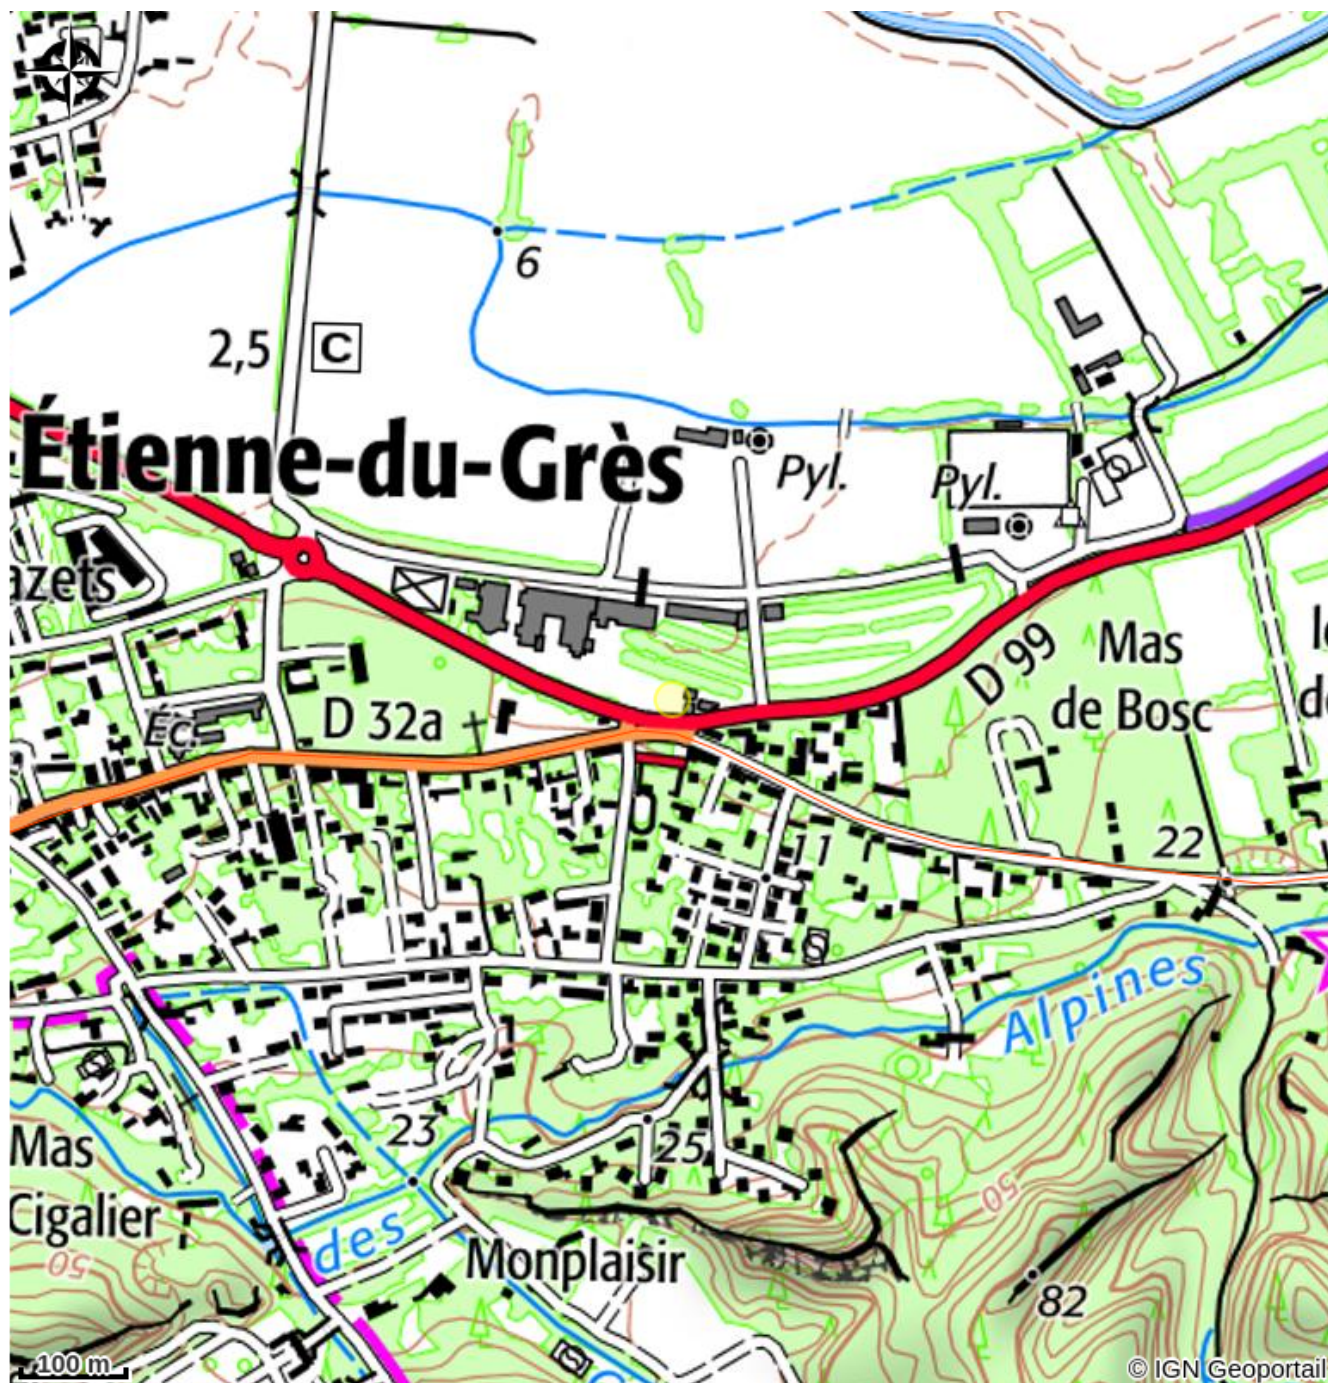 6
2,5
C
-Étienne-du-Grès
Pyl.
Pyl.
azets
Mas
de Bosc
D 99
D 32a
Éc.
11
22
Alpines
23
25
Mas
Cigalier
des
Monplaisir
50
50
82
100 m
© IGN Geoportail